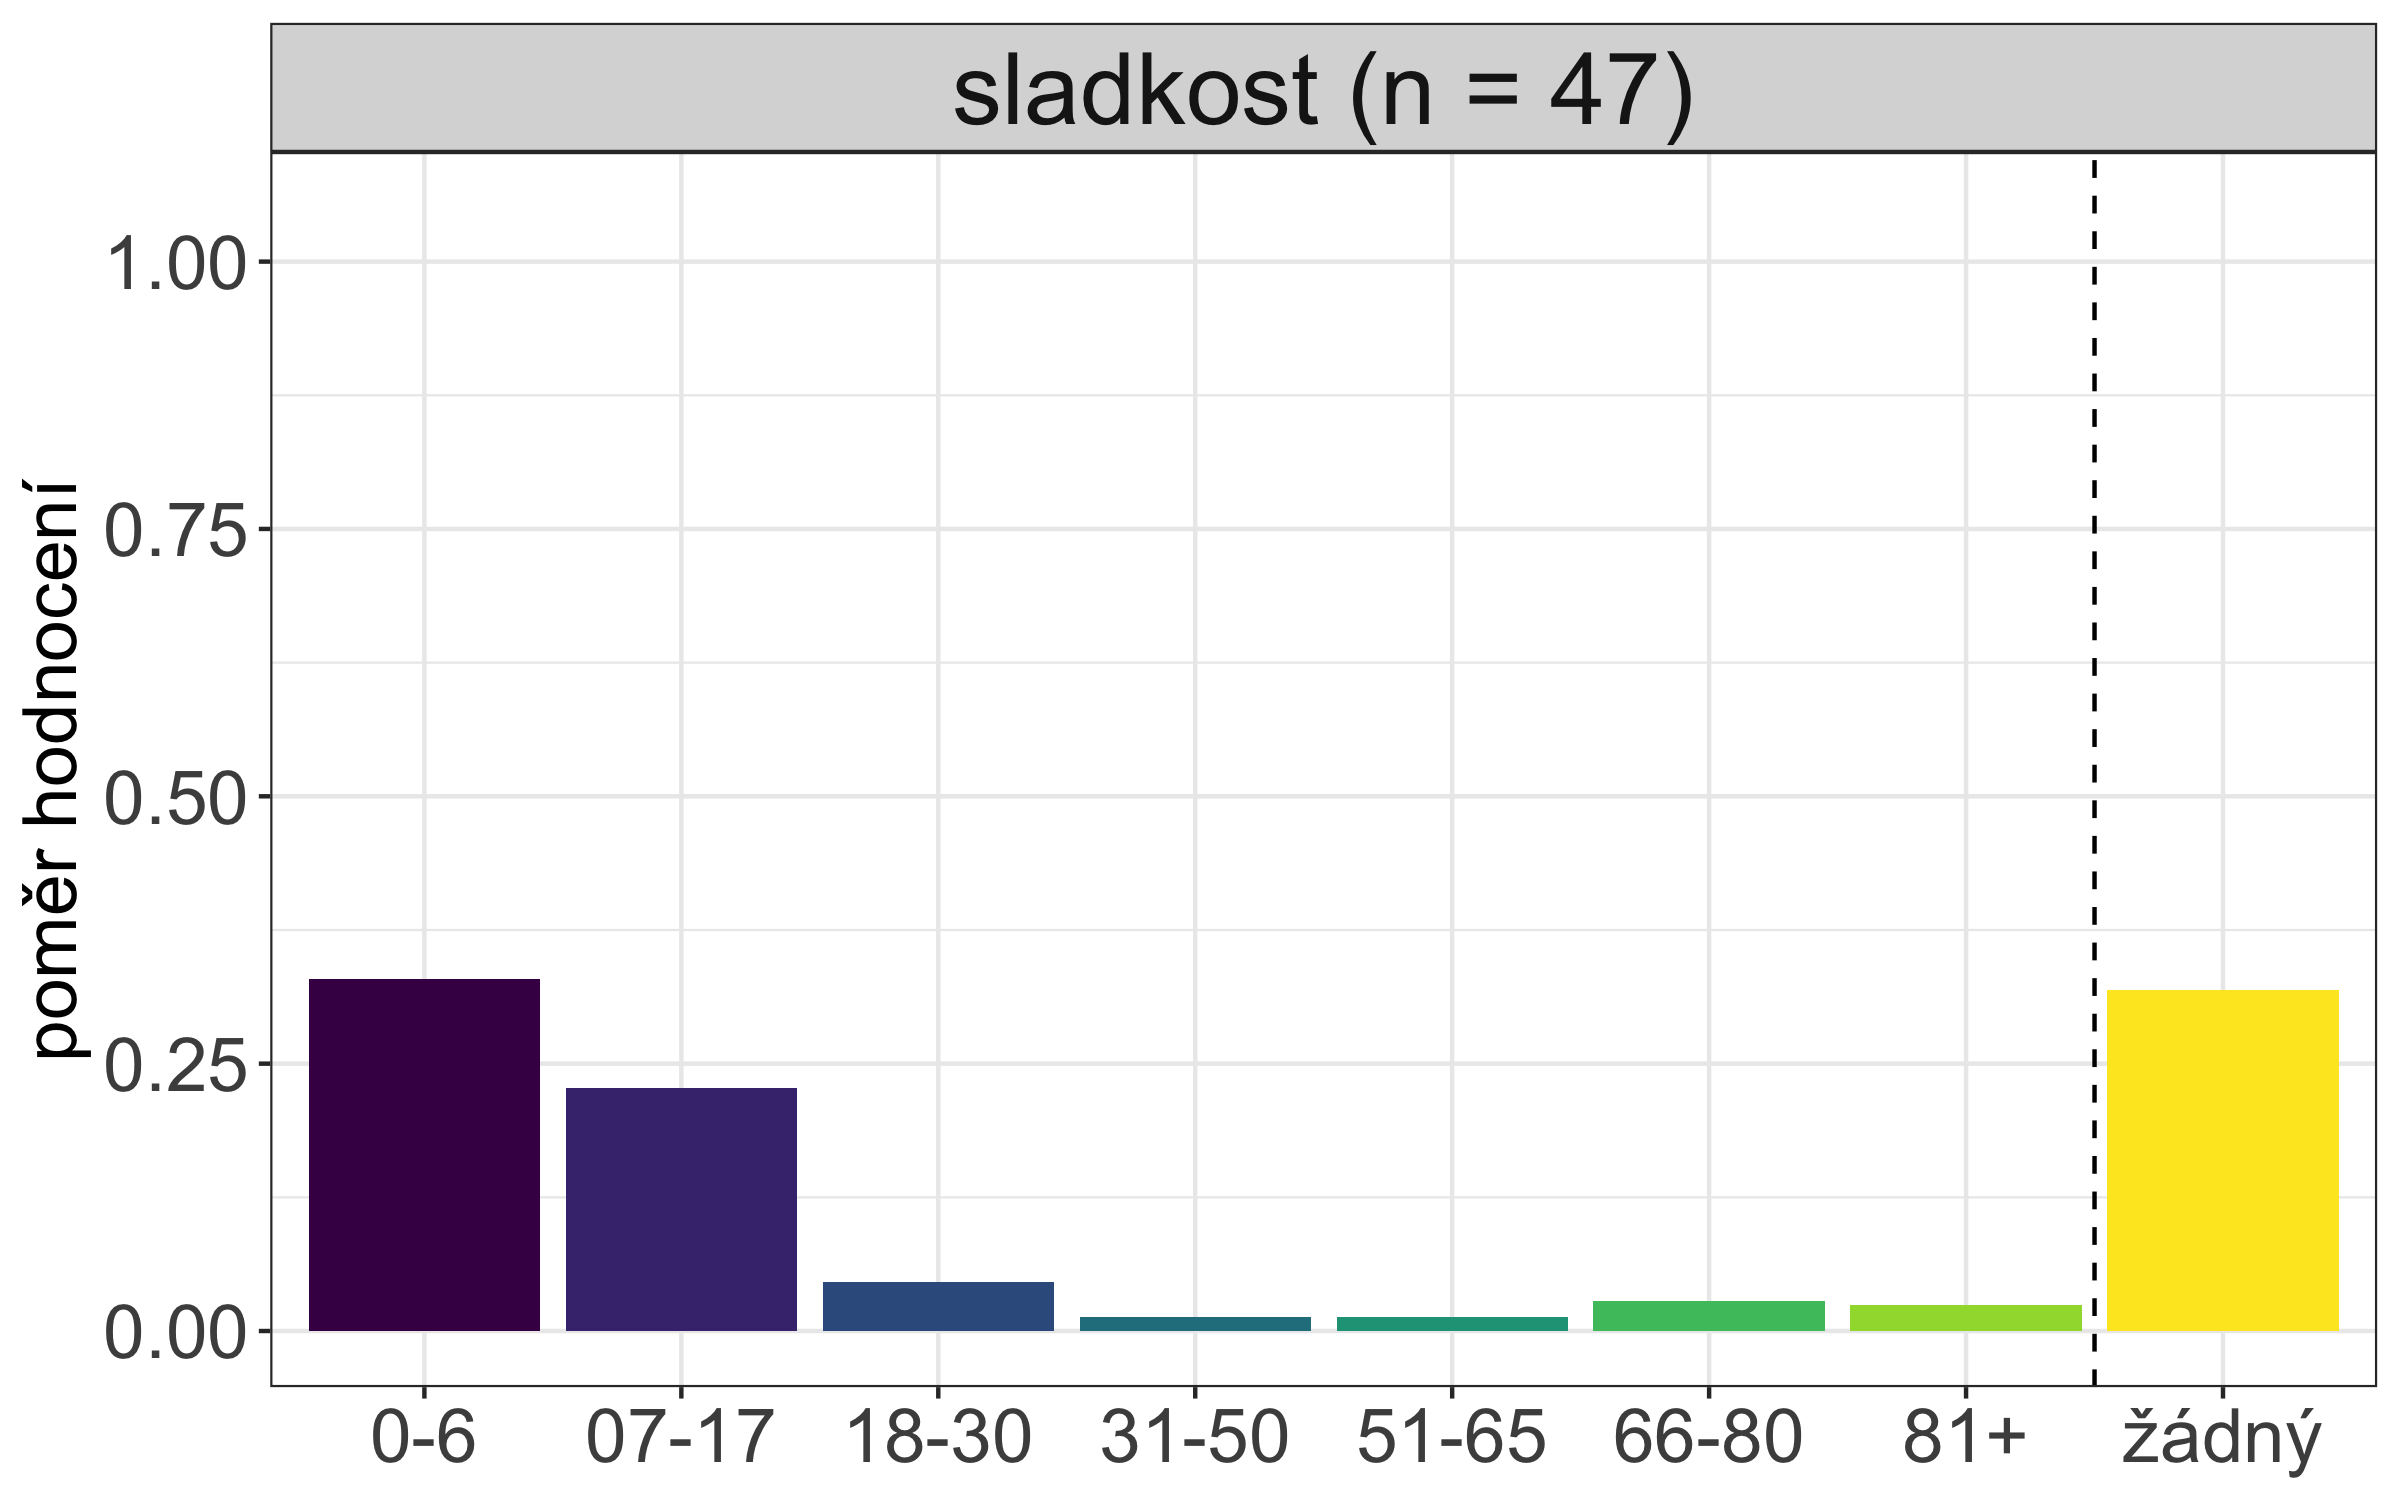 sladkost (n = 47)
poměr hodnocení
1.00
0.75
0.50
0.25
0.00
0-6 07-17 18-30 31-50 51-65 66-80 81+ žádný